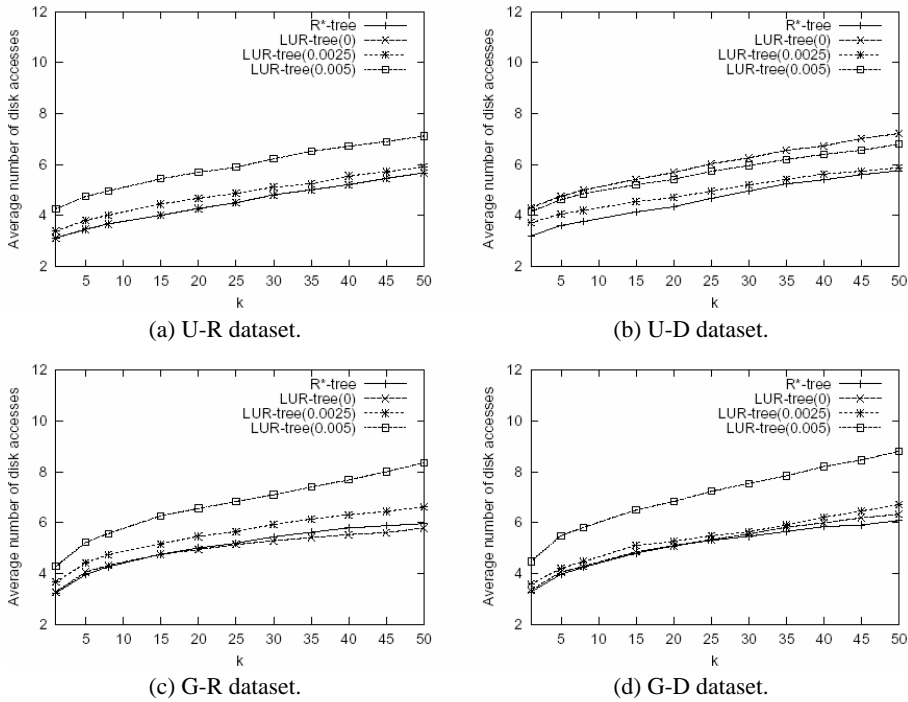 12
10
8
6
4
2
Average number of disk accesses
R*-tree
LUR-tree(0)
LUR-tree(0.0025)
LUR-tree(0.005)
5 10 15 20 25 30 35 40 45 50
k
(a) U-R dataset.
12
10
8
6
4
2
Average number of disk accesses
R*-tree
LUR-tree(0)
LUR-tree(0.0025)
LUR-tree(0.005)
5 10 15 20 25 30 35 40 45 50
k
(b) U-D dataset.
12
10
8
6
4
2
Average number of disk accesses
R*-tree
LUR-tree(0)
LUR-tree(0.0025)
LUR-tree(0.005)
5 10 15 20 25 30 35 40 45 50
k
(c) G-R dataset.
12
10
8
6
4
2
Average number of disk accesses
R*-tree
LUR-tree(0)
LUR-tree(0.0025)
LUR-tree(0.005)
5 10 15 20 25 30 35 40 45 50
k
(d) G-D dataset.